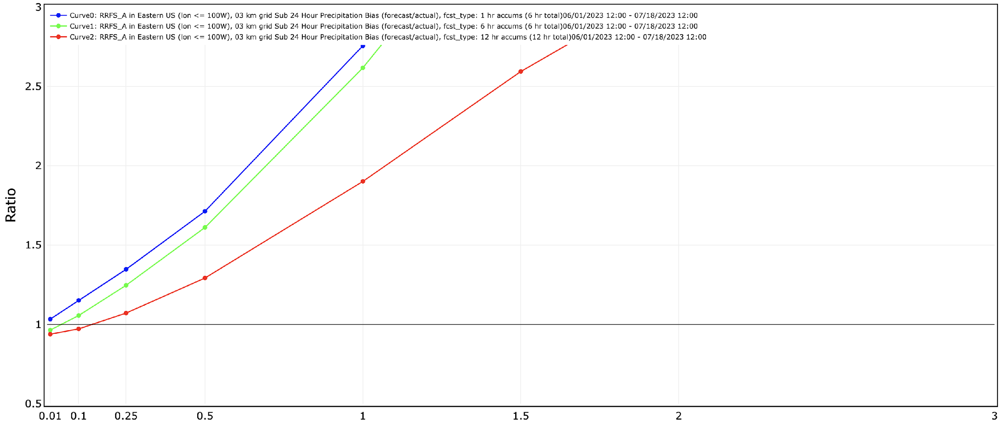 3
Curve0: RRFS_A in Eastern US (lon <= 100W), 03 km grid Sub 24 Hour Precipitation Bias (forecast/actual), fcst_type: 1 hr accums (6 hr total)06/01/2023 12:00 - 07/18/2023 12:00
Curve1: RRFS_A in Eastern US (lon <= 100W), 03 km grid Sub 24 Hour Precipitation Bias (forecast/actual), fcst_type: 6 hr accums (6 hr total)06/01/2023 12:00 - 07/18/2023 12:00
Curve2: RRFS_A in Eastern US (lon <= 100W), 03 km grid Sub 24 Hour Precipitation Bias (forecast/actual), fcst_type: 12 hr accums (12 hr total)06/01/2023 12:00 - 07/18/2023 12:00
2.5
2
Ratio
1.5
1
0.5
0.01 0.1 0.25 0.5 1 1.5 2 3